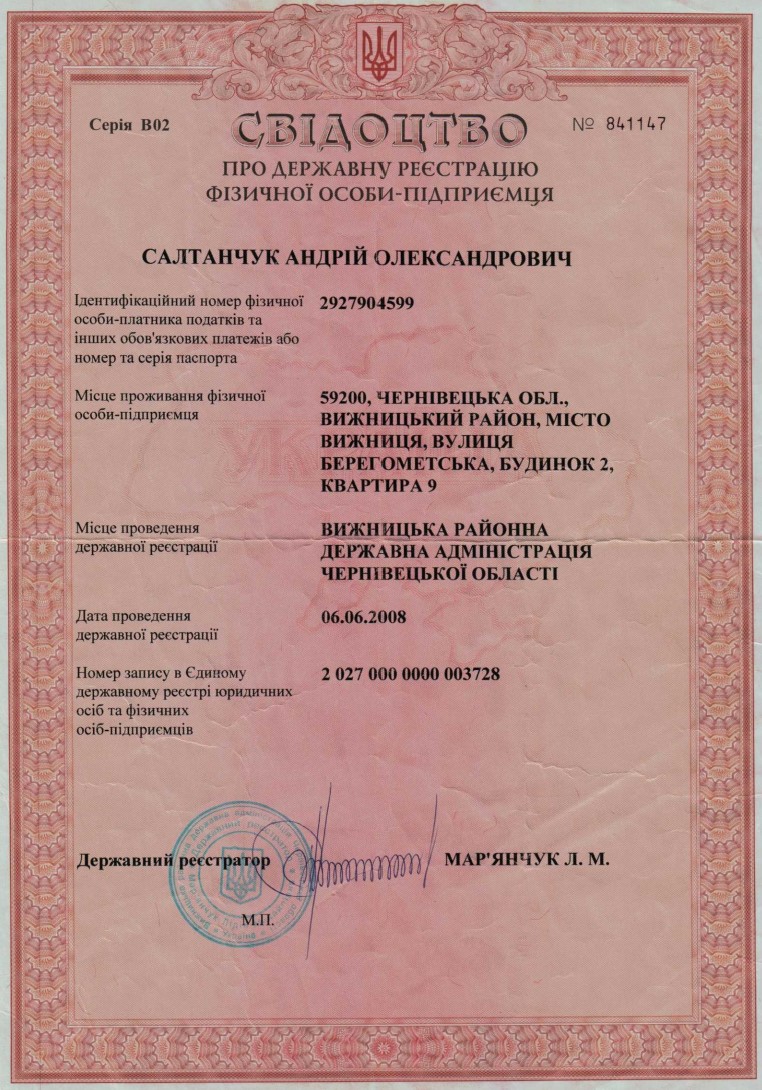 Серія В02
СВІДОЦТВО
№ 841147
ПРО ДЕРЖАВНУ РЕЄСТРАЦІЮ
ФІЗИЧНОЇ ОСОБИ-ПІДПРИЄМЦЯ
САЛТАНЧУК АНДРІЙ ОЛЕКСАНДРОВИЧ
Ідентифікаційний номер фізичної
особи-платника податків та
інших обов'язкових платежів або
номер та серія паспорта
2927904599
Місце проживання фізичної
особи-підприємця
59200, ЧЕРНІВЕЦЬКА ОБЛ.,
ВИЖНИЦЬКИЙ РАЙОН, МІСТО
ВИЖНИЦЯ, ВУЛИЦЯ
БЕРЕГОМЕТСЬКА, БУДИНОК 2,
КВАРТИРА 9
Місце проведення
державної реєстрації
ВИЖНИЦЬКА РАЙОННА
ДЕРЖАВНА АДМІНІСТРАЦІЯ
ЧЕРНІВЕЦЬКОЇ ОБЛАСТІ
Дата проведення
державної реєстрації
06.06.2008
Номер запису в Єдиному
державному реєстрі юридичних
осіб та фізичних
осіб-підприємців
2 027 000 0000 003728
Державний реєстратор
МАР'ЯНЧУК Л. М.
М.П.